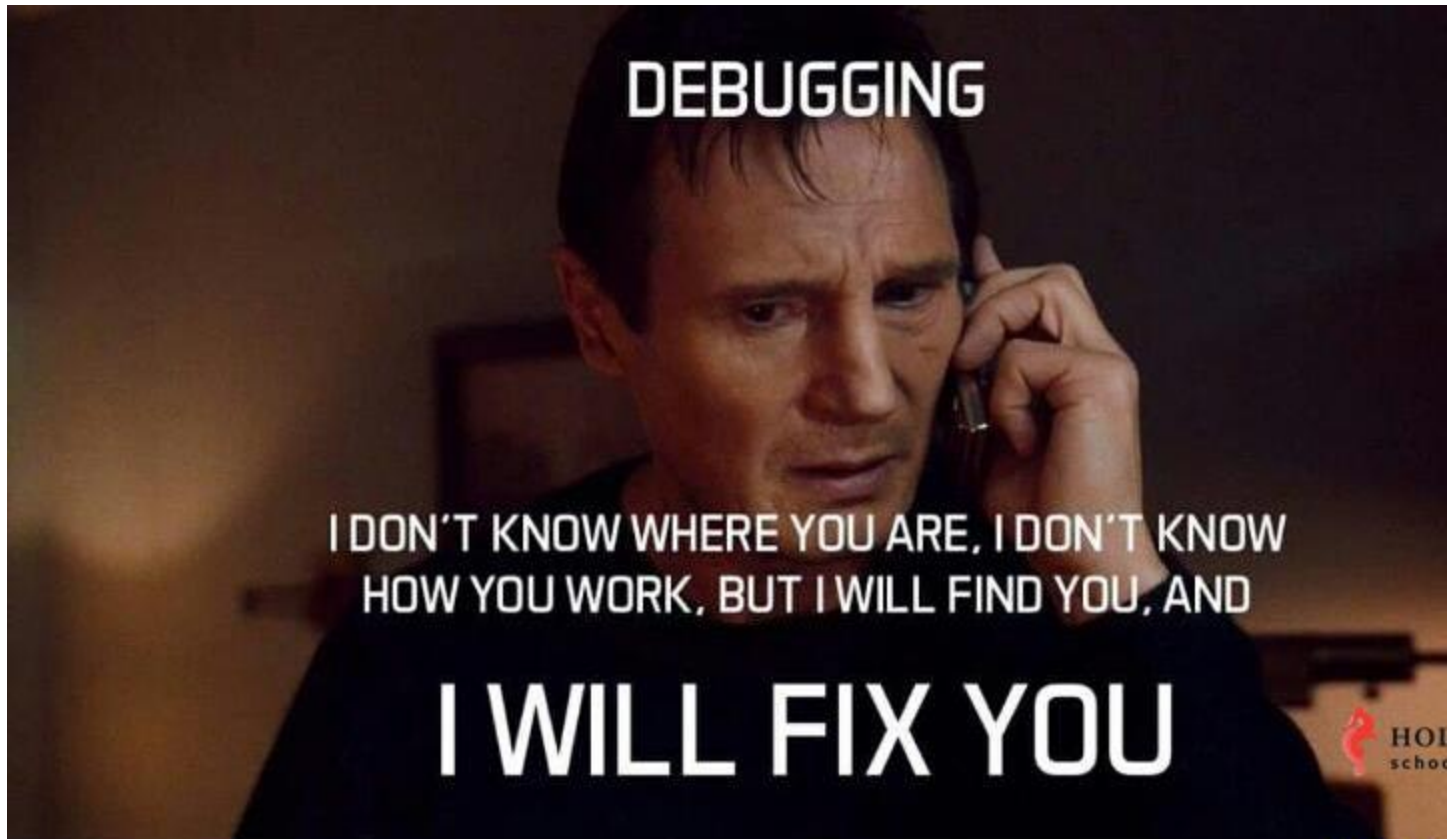 DEBUGGING
I DON'T KNOW WHERE YOU ARE, I DON'T KNOW
HOW YOU WORK, BUT I WILL FIND YOU, AND
I WILL FIX YOU